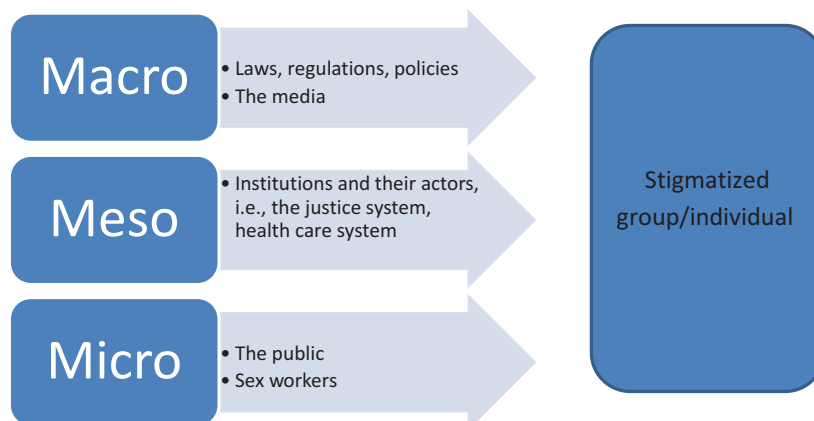 Macro
• Laws, regulations, policies
• The media
Meso
• Institutions and their actors,
i.e., the justice system,
health care system
Micro
• The public
• Sex workers
Stigmatized
group/individual